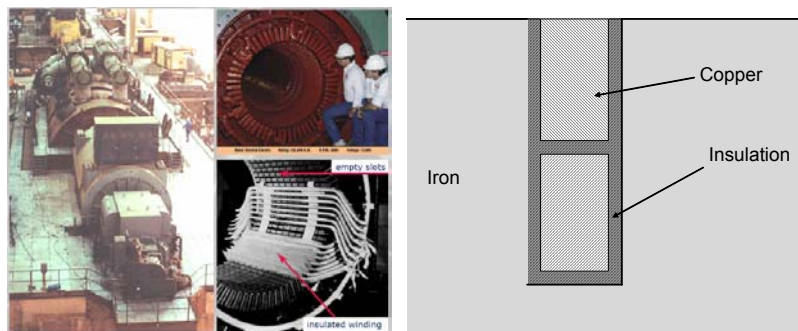 empty slots
insulated winding
Copper
Insulation
Iron